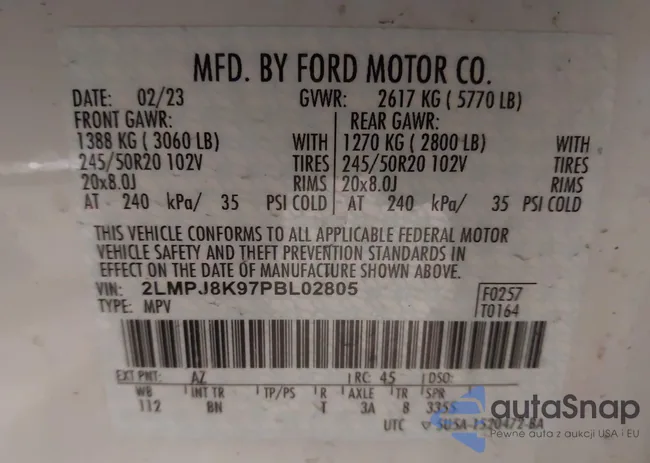 MFD. BY FORD MOTOR CO.
DATE: 02/23 GVWR: 2617 KG ( 5770 LB)
FRONT GAWR: REAR GAWR:
1388 KG ( 3060 LB) WITH 1270 KG ( 2800 LB) WITH
245/50R20 102V TIRES 245/50R20 102V TIRES
20x8.0J RIMS 20x8.0J RIMS
AT 240 kPa/ 35 PSI COLD AT 240 kPa/ 35 PSI COLD
THIS VEHICLE CONFORMS TO ALL APPLICABLE FEDERAL MOTOR
VEHICLE SAFETY AND THEFT PREVENTION STANDARDS IN
EFFECT ON THE DATE OF MANUFACTURE SHOWN ABOVE.
VIN: 2LMPJ8K97PBL02805 F0257
TYPE: MPV T0164
EXT PNT: AZ RC: 45 DSO:
WB INT TR TP/PS R AXLE TR SPR
112 BN T 3A 8 3355
UTC
autaSnap
Pewne auta z aukcji USA i EU